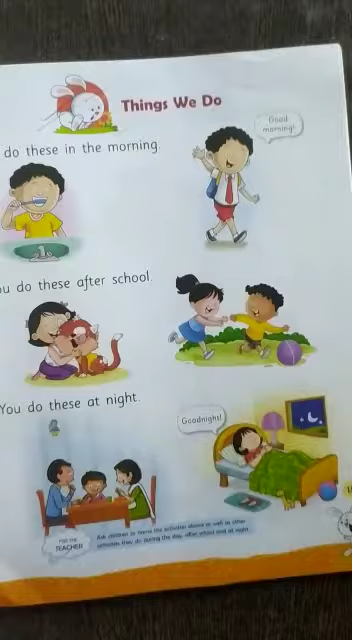 Things We Do
Good
morning!
do these in the morning.
ou do these after school.
You do these at night.
Goodnight!
FOR THE
TEACHER
Ask children to name the activities above as well as other
activities they do during the day, after school and at night.